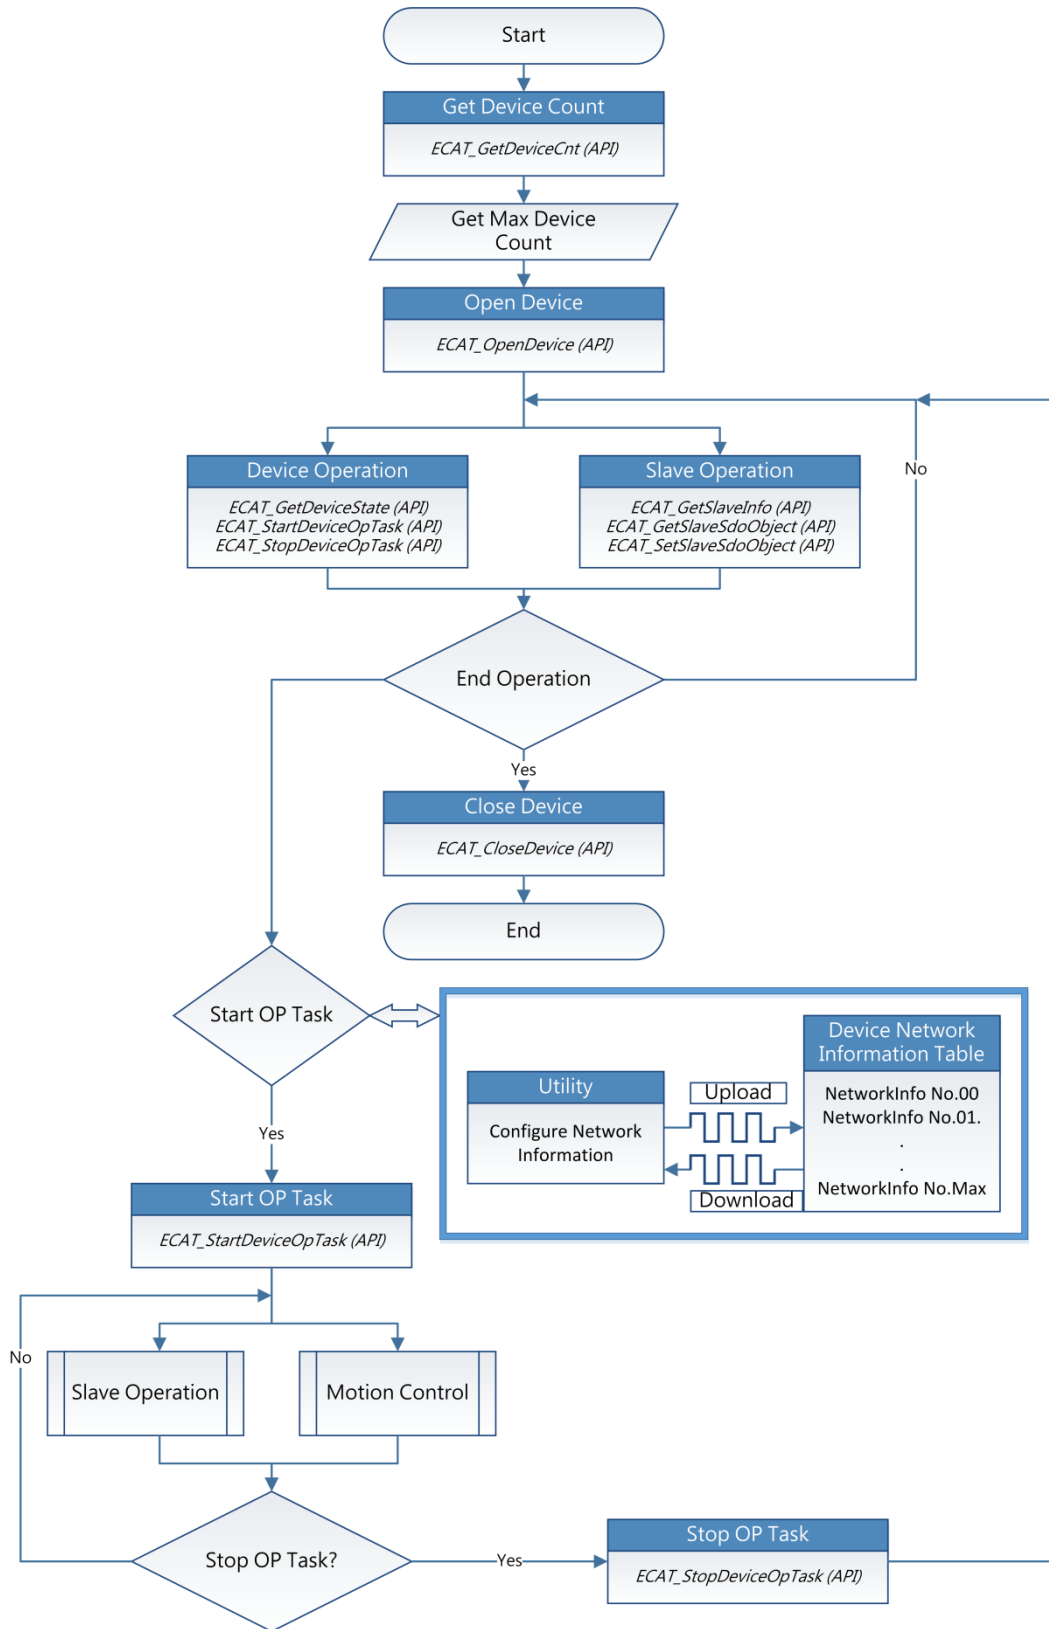 Start
Get Device Count
ECAT_GetDeviceCnt (API)
Get Max Device
Count
Open Device
ECAT_OpenDevice (API)
Device Operation
ECAT_GetDeviceState (API)
ECAT_StartDeviceOpTask (API)
ECAT_StopDeviceOpTask (API)
Slave Operation
ECAT_GetSlaveInfo (API)
ECAT_GetSlaveSdoObject (API)
ECAT_SetSlaveSdoObject (API)
No
End Operation
Yes
Close Device
ECAT_CloseDevice (API)
End
Start OP Task
Utility
Configure Network
Information
Upload
Download
Device Network
Information Table
NetworkInfo No.00
NetworkInfo No.01.
.
.
NetworkInfo No.Max
Yes
Start OP Task
ECAT_StartDeviceOpTask (API)
No
Slave Operation
Motion Control
Stop OP Task?
Yes
Stop OP Task
ECAT_StopDeviceOpTask (API)